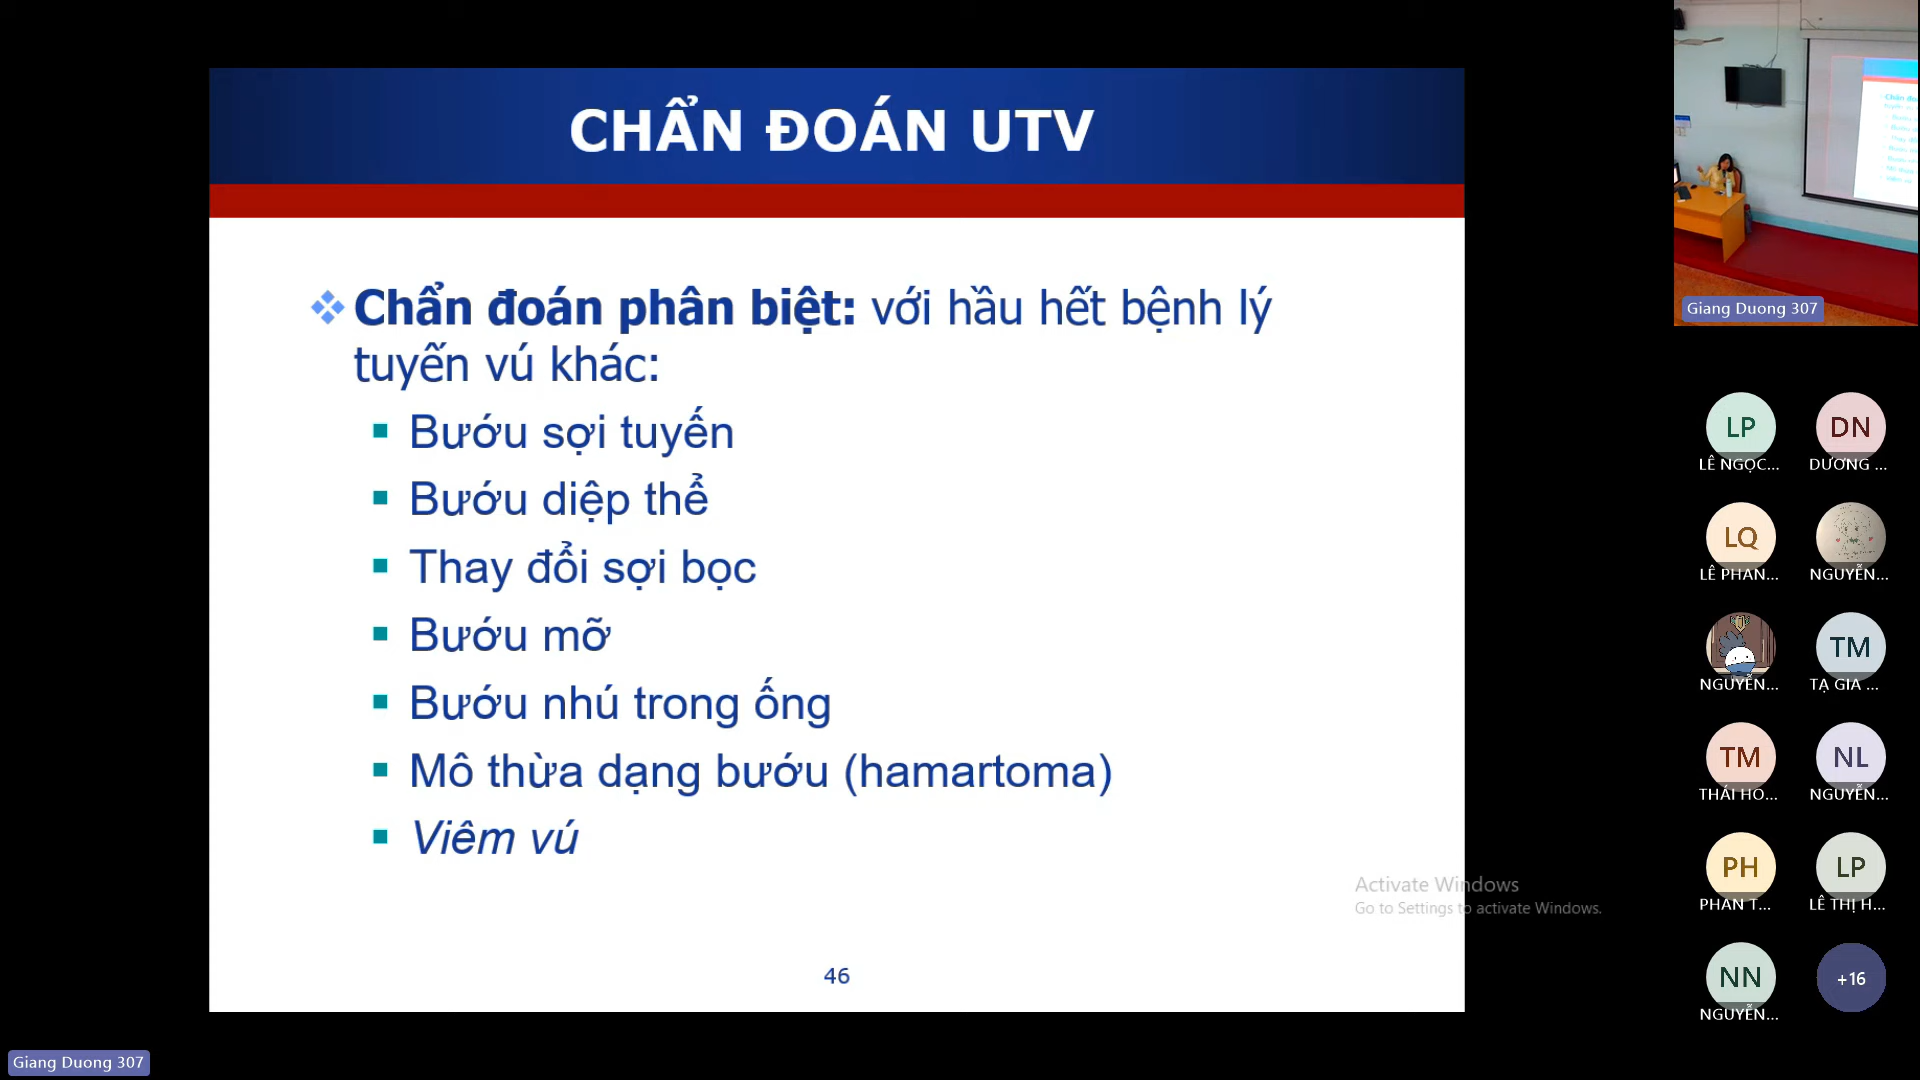 CHẨN ĐOÁN UTV
Chẩn đoán phân biệt: với hầu hết bệnh lý
tuyến vú khác:
Bướu sợi tuyến
Bướu diệp thể
Thay đổi sợi bọc
Bướu mỡ
Bướu nhú trong ống
Mô thừa dạng bướu (hamartoma)
Viêm vú
46
Activate Windows
Go to Settings to activate Windows.
Giang Duong 307
Giang Duong 307
LP
DN
LÊ NGỌC...
DƯƠNG ...
LQ
LÊ PHAN...
NGUYỄN...
TM
NGUYỄN...
TẠ GIA ...
TM
NL
THÁI HO...
NGUYỄN...
PH
LP
PHAN T...
LÊ THỊ H...
NN
+16
NGUYỄN...